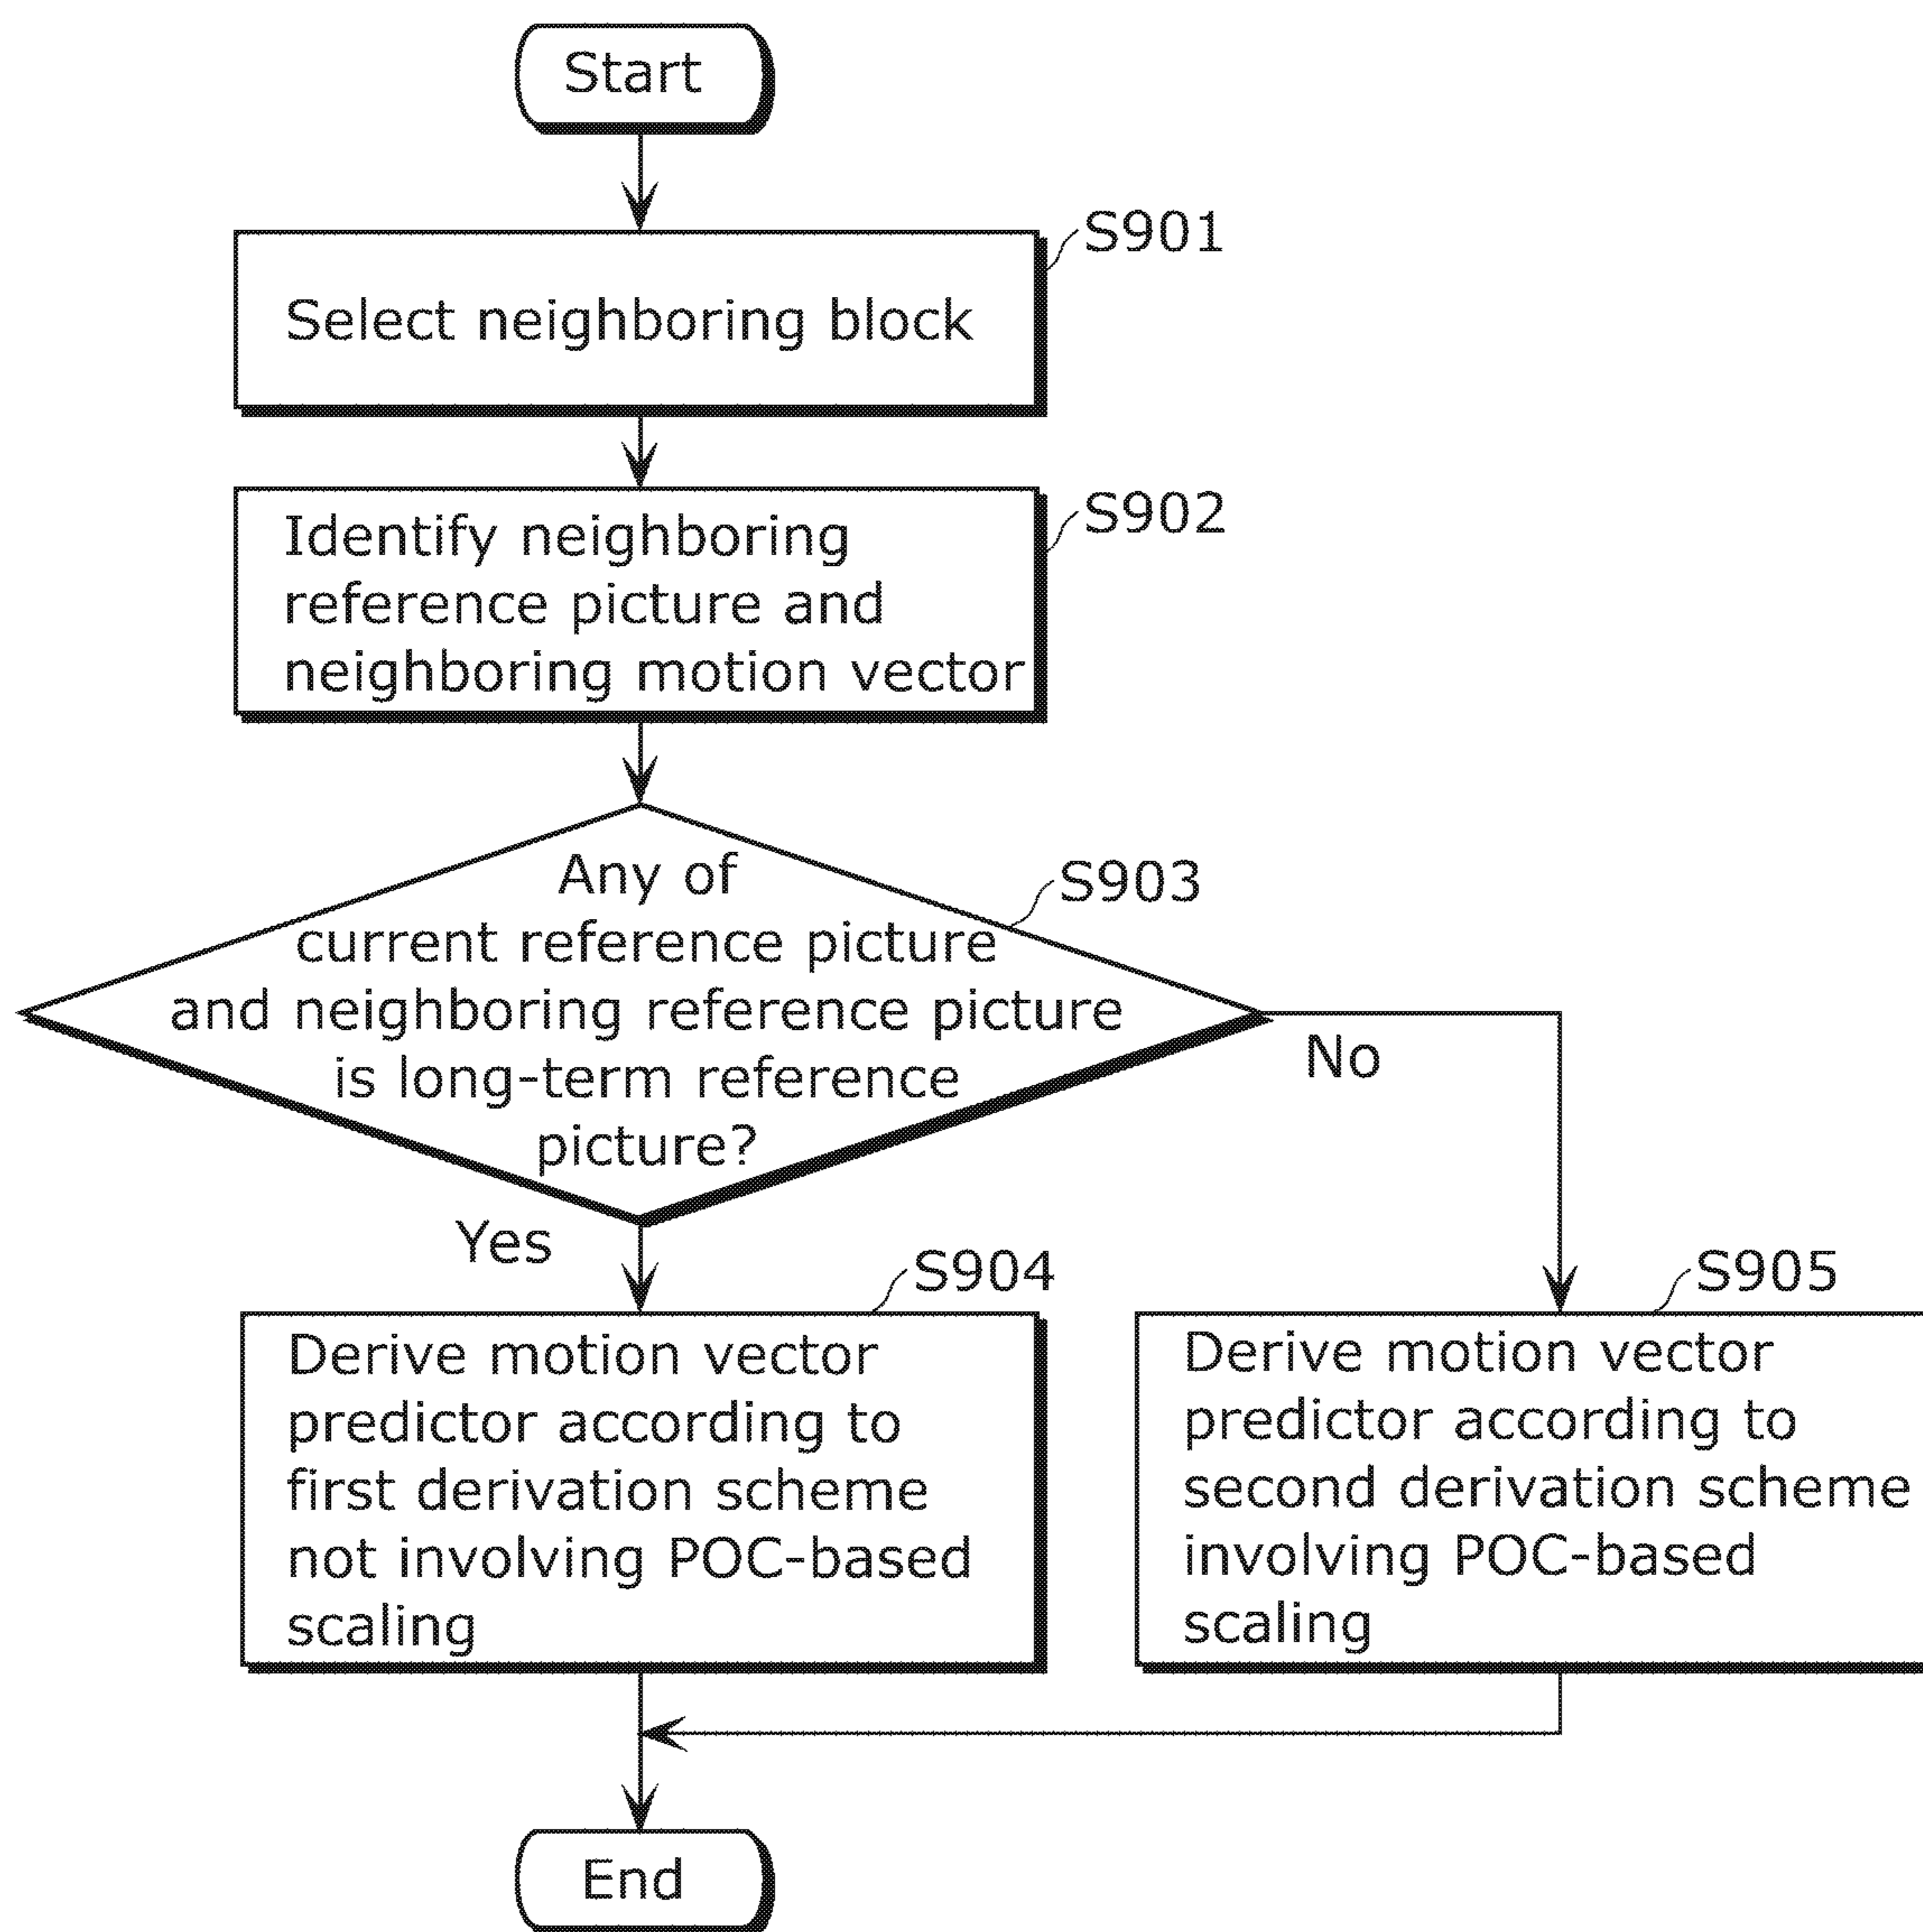 Start
S901
Select neighboring block
S902
Identify neighboring
reference picture and
neighboring motion vector
S903
Any of
current reference picture
and neighboring reference picture
is long-term reference
picture?
No
Yes
S904
Derive motion vector
predictor according to
first derivation scheme
not involving POC-based
scaling
S905
Derive motion vector
predictor according to
second derivation scheme
involving POC-based
scaling
End